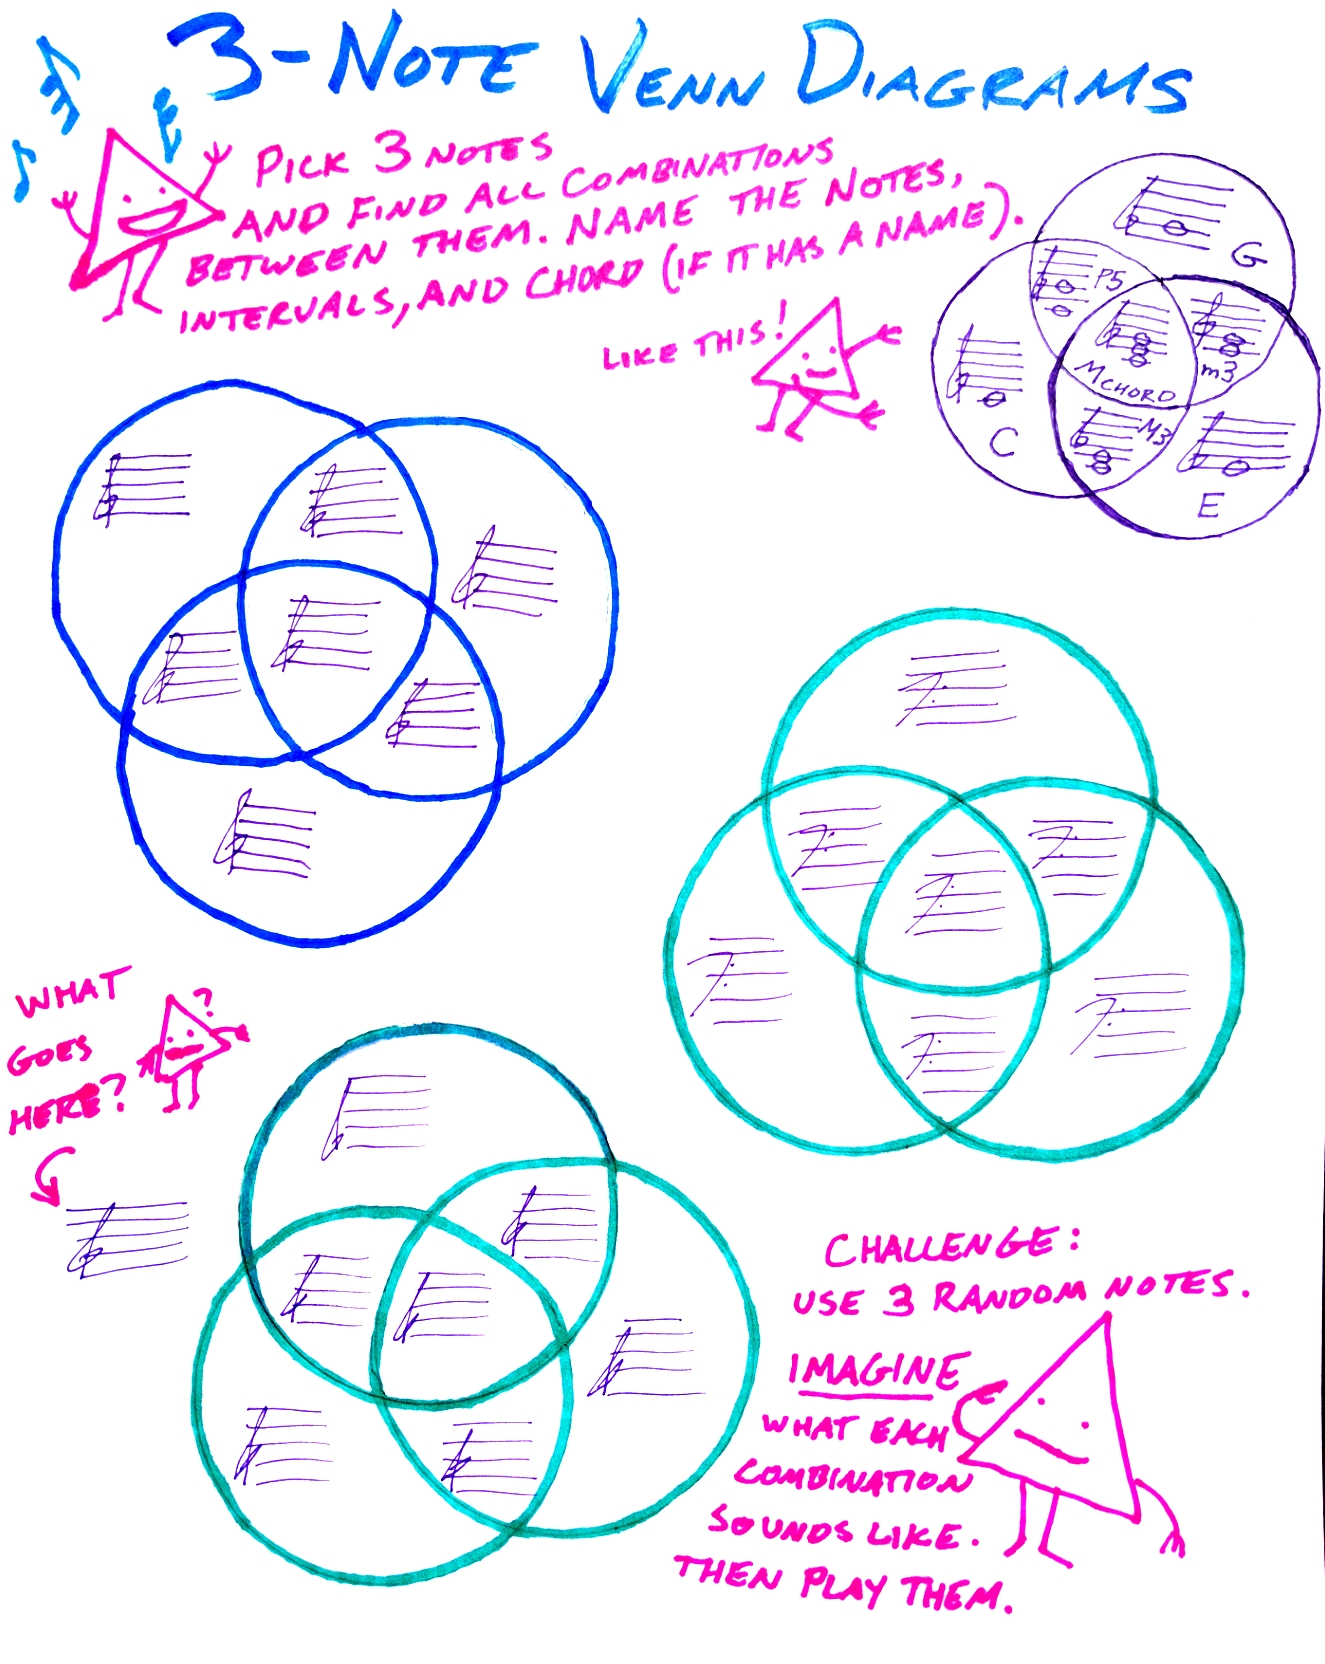 3-NOTE VENN DIAGRAMS
PICK 3 NOTES
AND FIND ALL COMBINATIONS
BETWEEN THEM. NAME THE NOTES,
INTERVALS, AND CHORD (IF IT HAS A NAME).
LIKE THIS!
G
P5
M CHORD
m3
M3
C
E
WHAT
GOES
HERE?
?
CHALLENGE:
USE 3 RANDOM NOTES.
IMAGINE
WHAT EACH
COMBINATION
SOUNDS LIKE.
THEN PLAY THEM.